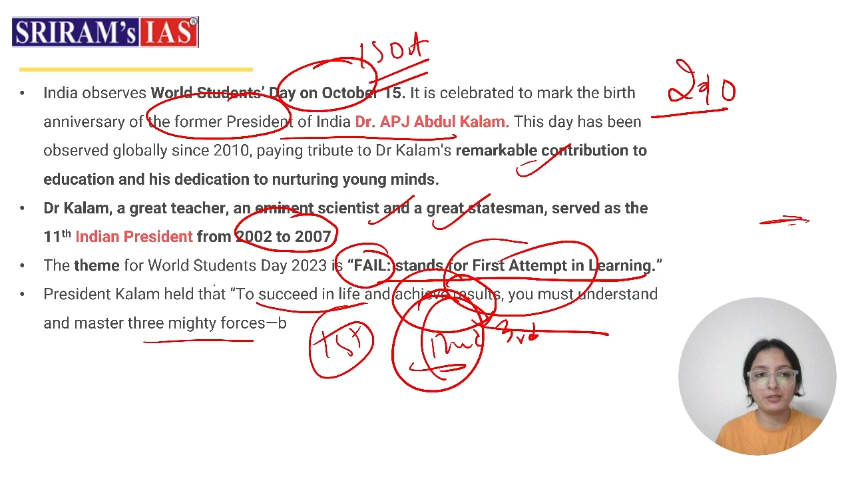 SRIRAM's IAS
India observes World Students' Day on October 15. It is celebrated to mark the birth
anniversary of the former President of India Dr. APJ Abdul Kalam. This day has been
observed globally since 2010, paying tribute to Dr Kalam's remarkable contribution to
education and his dedication to nurturing young minds.
Dr Kalam, a great teacher, an eminent scientist and a great statesman, served as the
11th Indian President from 2002 to 2007.
The theme for World Students Day 2023 is “FAIL: stands for First Attempt in Learning.”
President Kalam held that “To succeed in life and achieve results, you must understand
and master three mighty forces—b
3rd